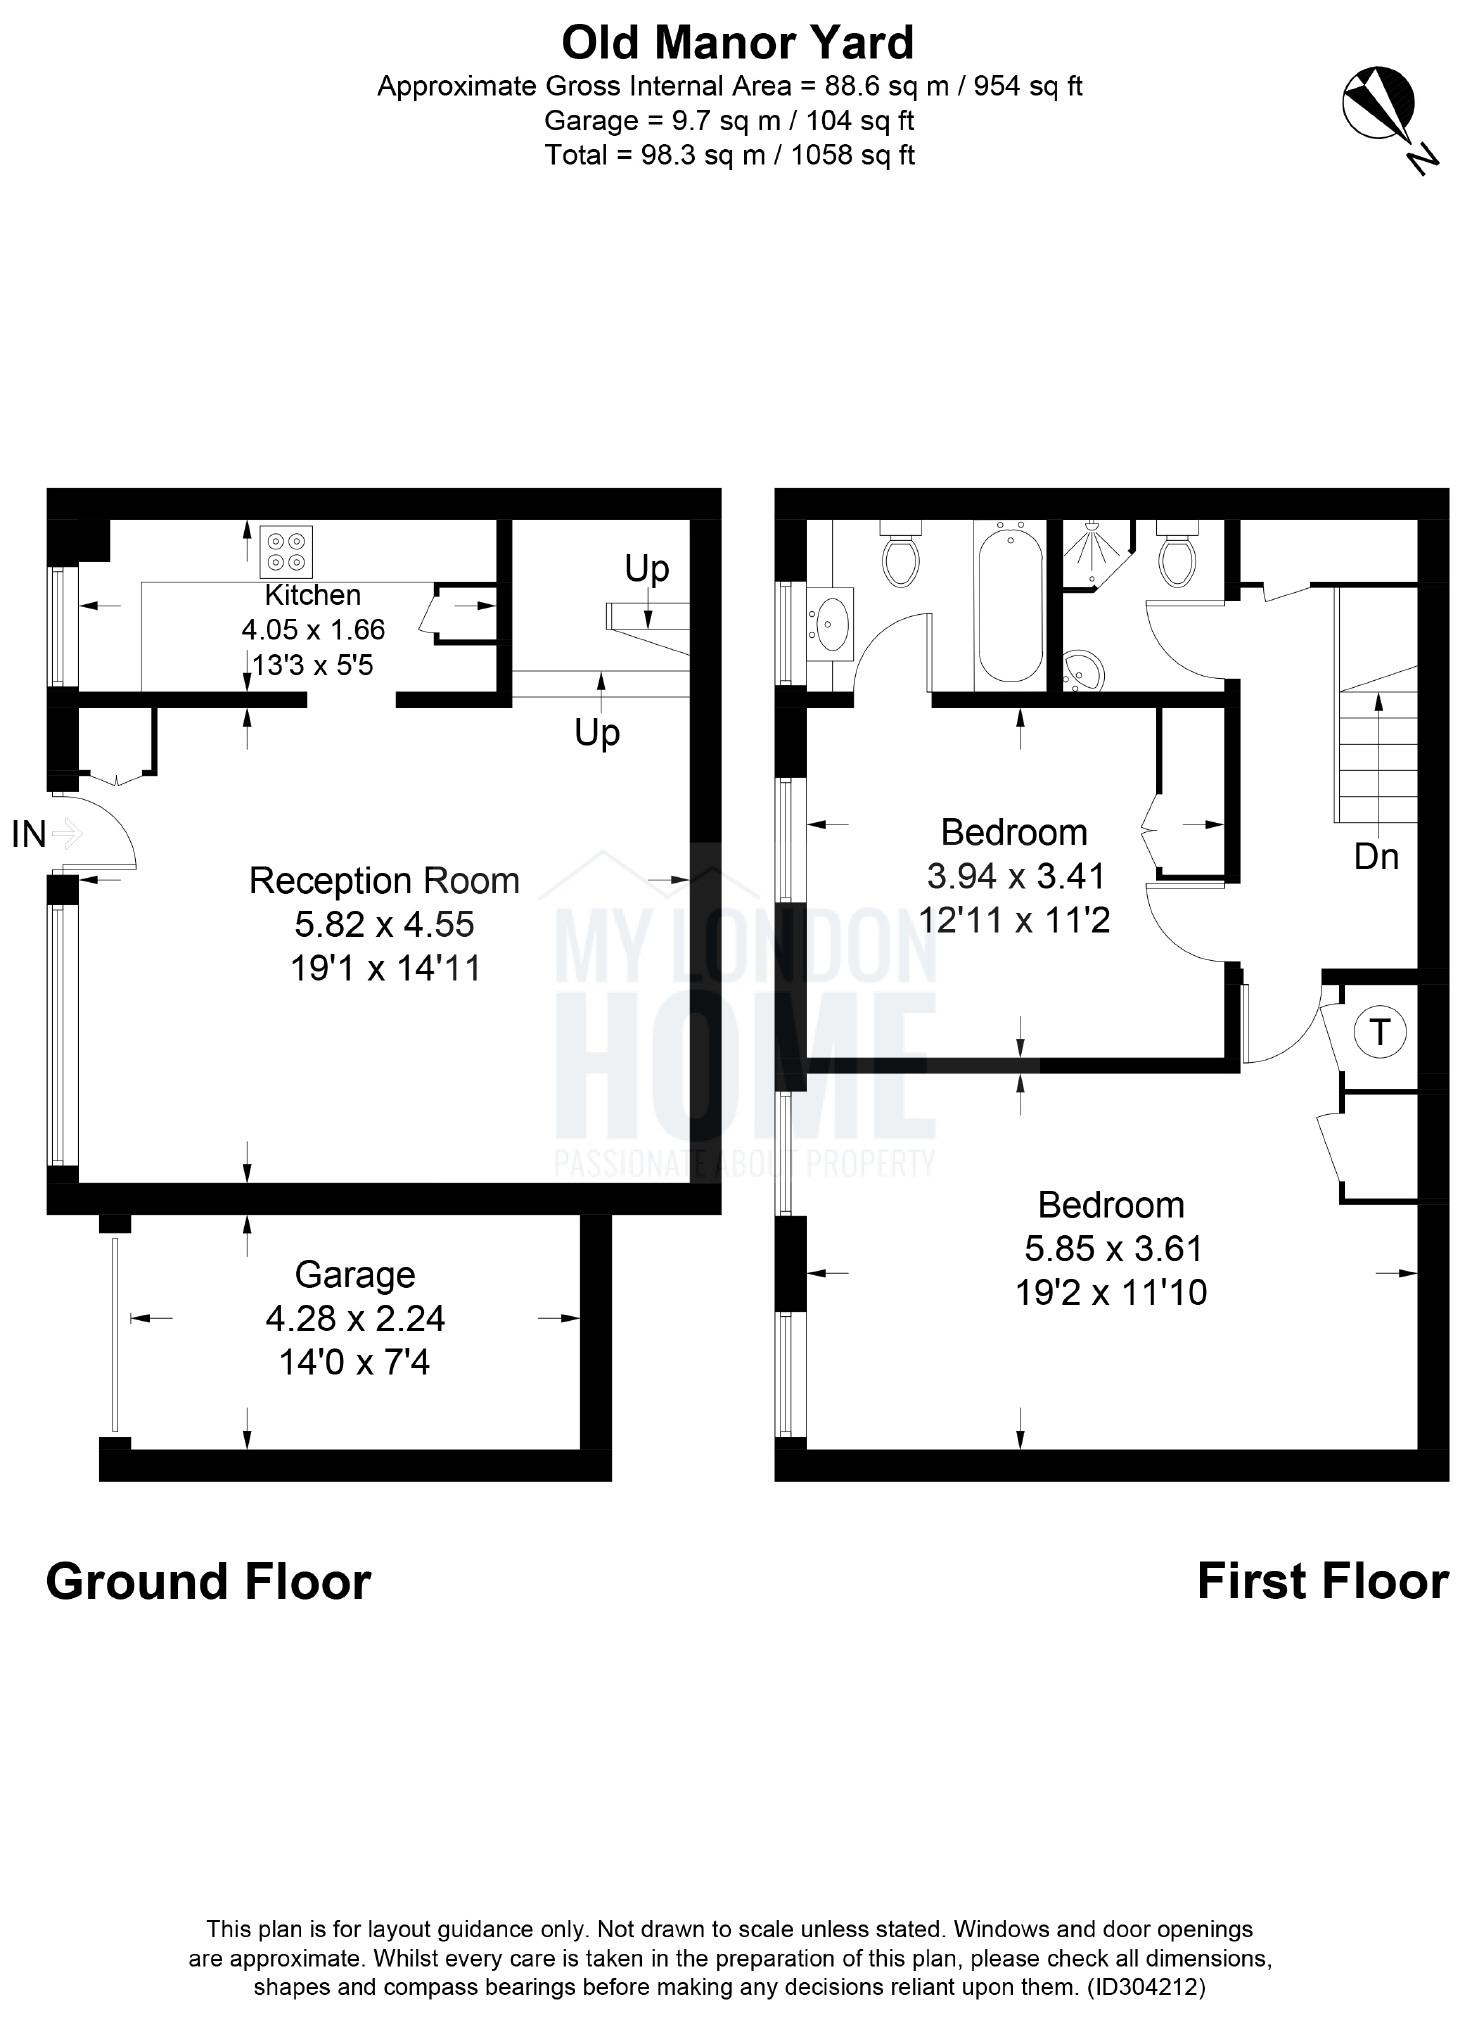 Old Manor Yard
Approximate Gross Internal Area = 88.6 sq m / 954 sq ft
Garage = 9.7 sq m / 104 sq ft
Total = 98.3 sq m / 1058 sq ft
N
Up
Kitchen
4.05 x 1.66
13'3 x 5'5
Up
IN
Reception Room
5.82 x 4.55
19'1 x 14'11
Bedroom
3.94 x 3.41
12'11 x 11'2
Dn
MY LONDON
HOME
PASSIONATE ABOUT PROPERTY
T
Bedroom
5.85 x 3.61
19'2 x 11'10
Garage
4.28 x 2.24
14'0 x 7'4
Ground Floor
First Floor
This plan is for layout guidance only. Not drawn to scale unless stated. Windows and door openings
are approximate. Whilst every care is taken in the preparation of this plan, please check all dimensions,
shapes and compass bearings before making any decisions reliant upon them. (ID304212)